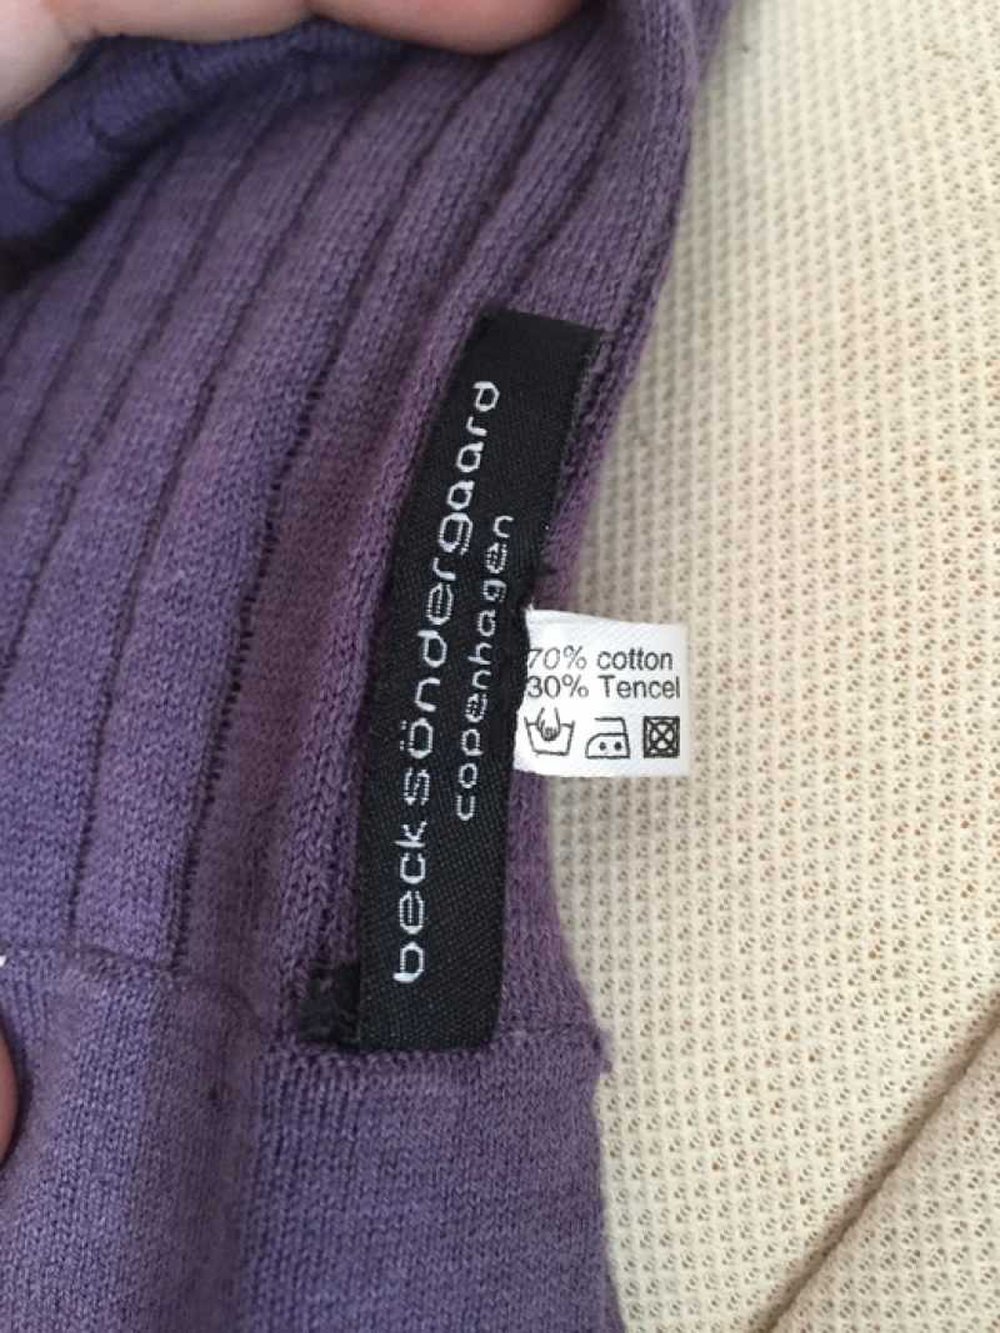 beck söndergaard
copenhagen
70% cotton
30% Tencel